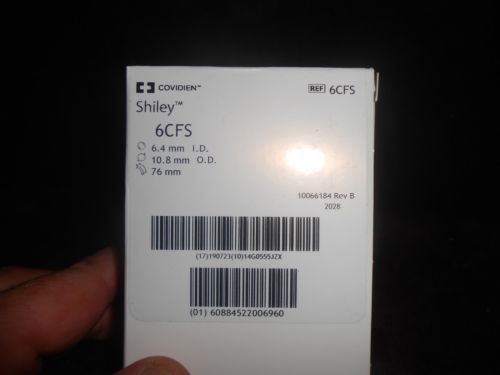 COVIDIEN™
REF 6CFS
Shiley™
6CFS
6.4 mm I.D.
10.8 mm O.D.
76 mm
10066184 Rev B
2028
(17)190723(10)14G0555JZX
(01) 60884522006960